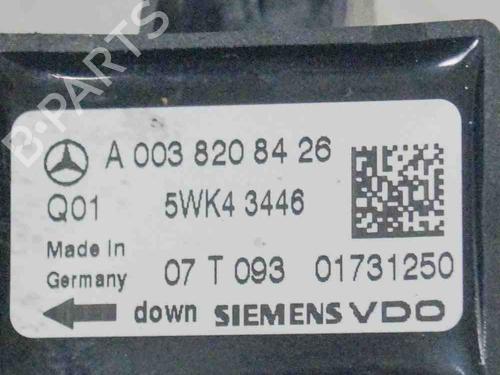 B-PARTS
A 003 820 84 26
Q01 5WK4 3446
Made in
Germany 07 T 093 01731250
down SIEMENS VDO